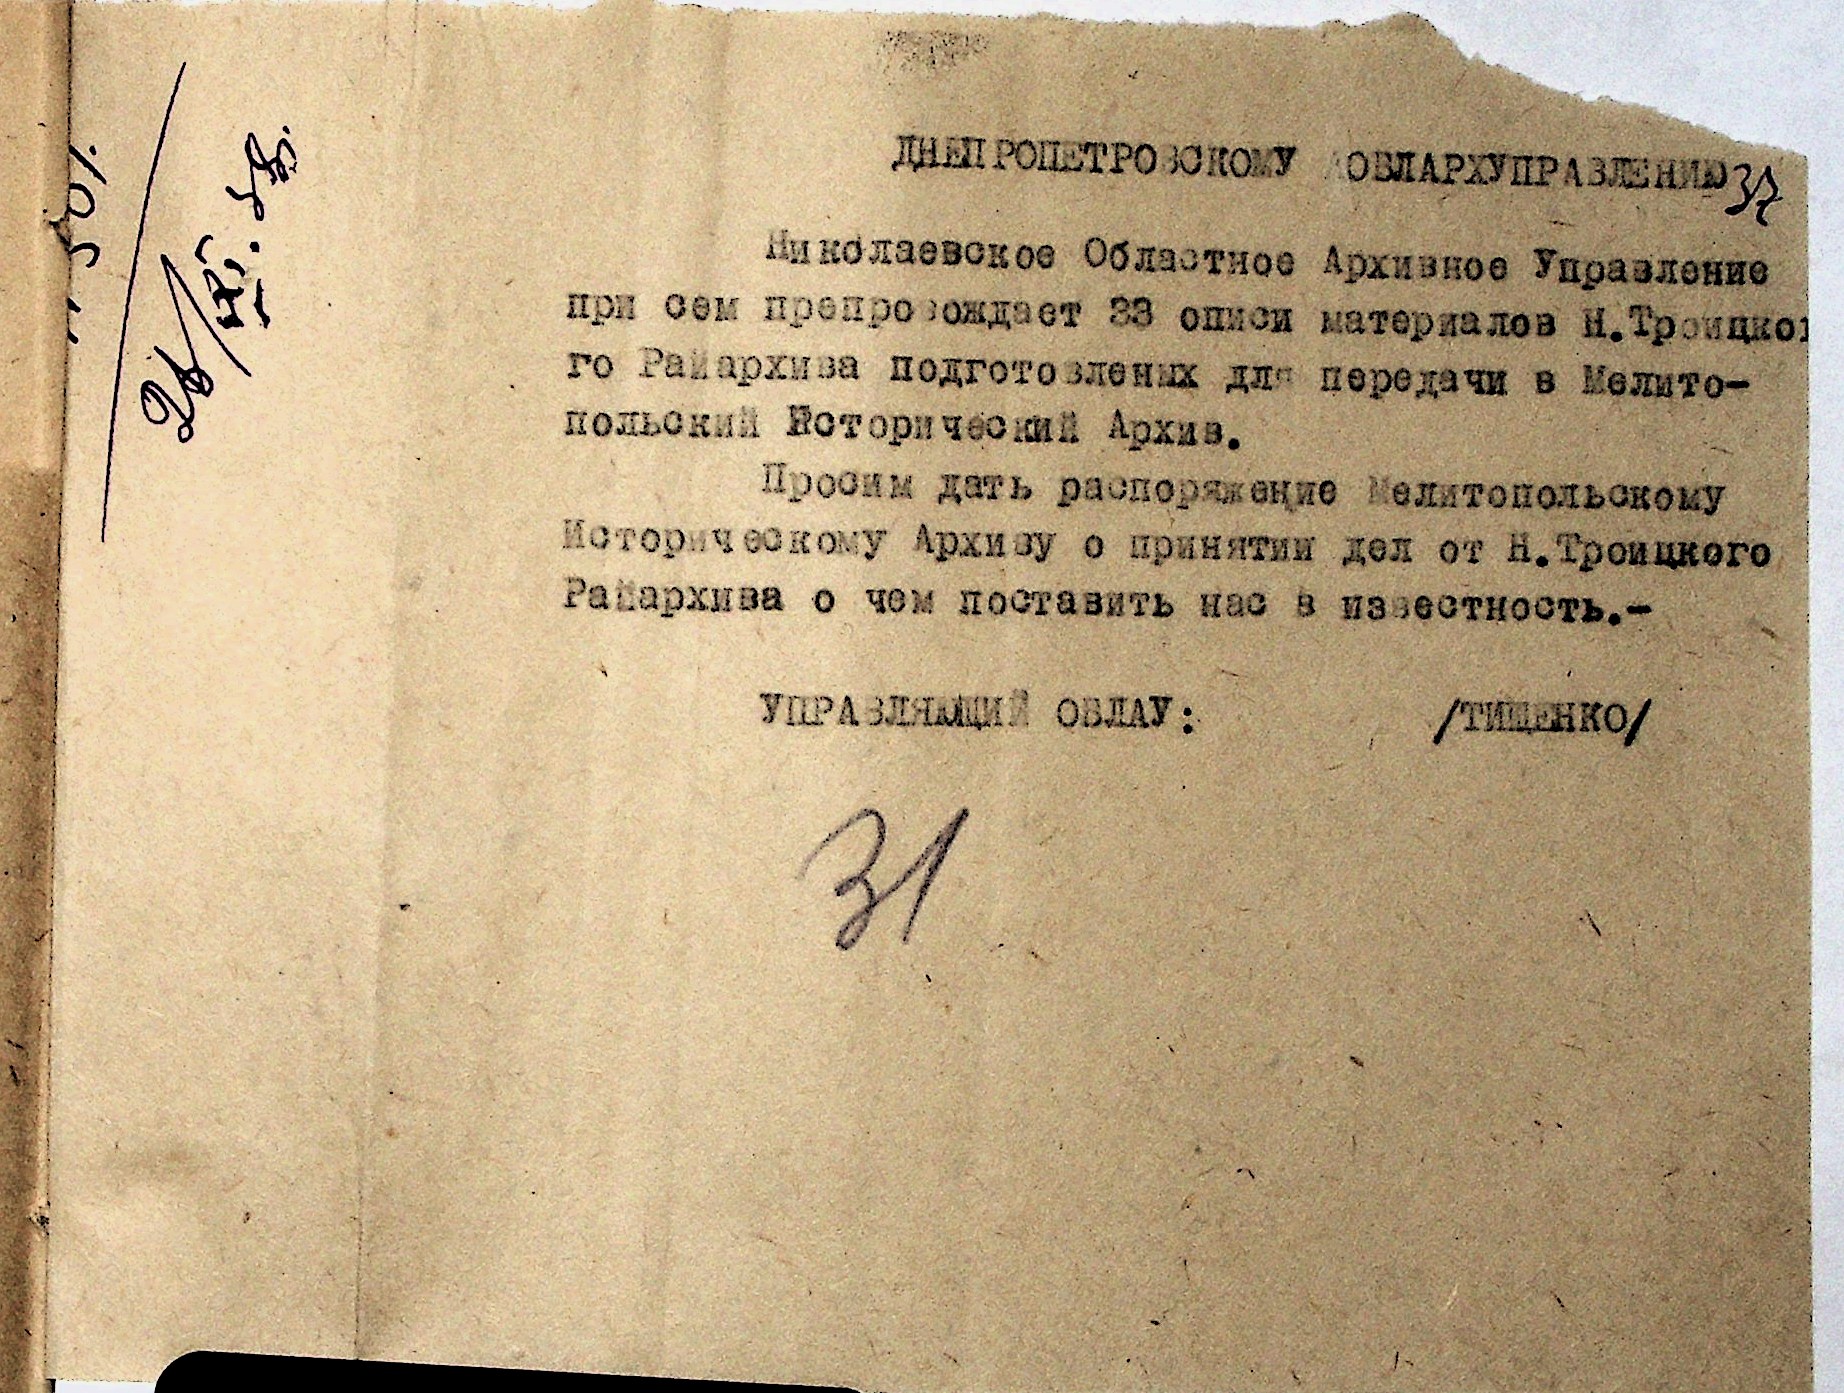 ДНЕПРОПЕТРОВСКОМУ ОБЛАРХУПРАВЛЕНИЮ
Николаевское Областное Архивное Управление
при сем препровождает 33 описи материалов Н.Троицко
го Райархива подготовленых для передачи в Мелито-
польский Исторический Архив.
Просим дать распоряжение Мелитопольскому
Историческому Архиву о принятии дел от Н.Троицкого
Райархива о чем поставить нас в известность.-
УПРАВЛЯЮЩИЙ ОБЛАУ: /ТИЩЕНКО/
31